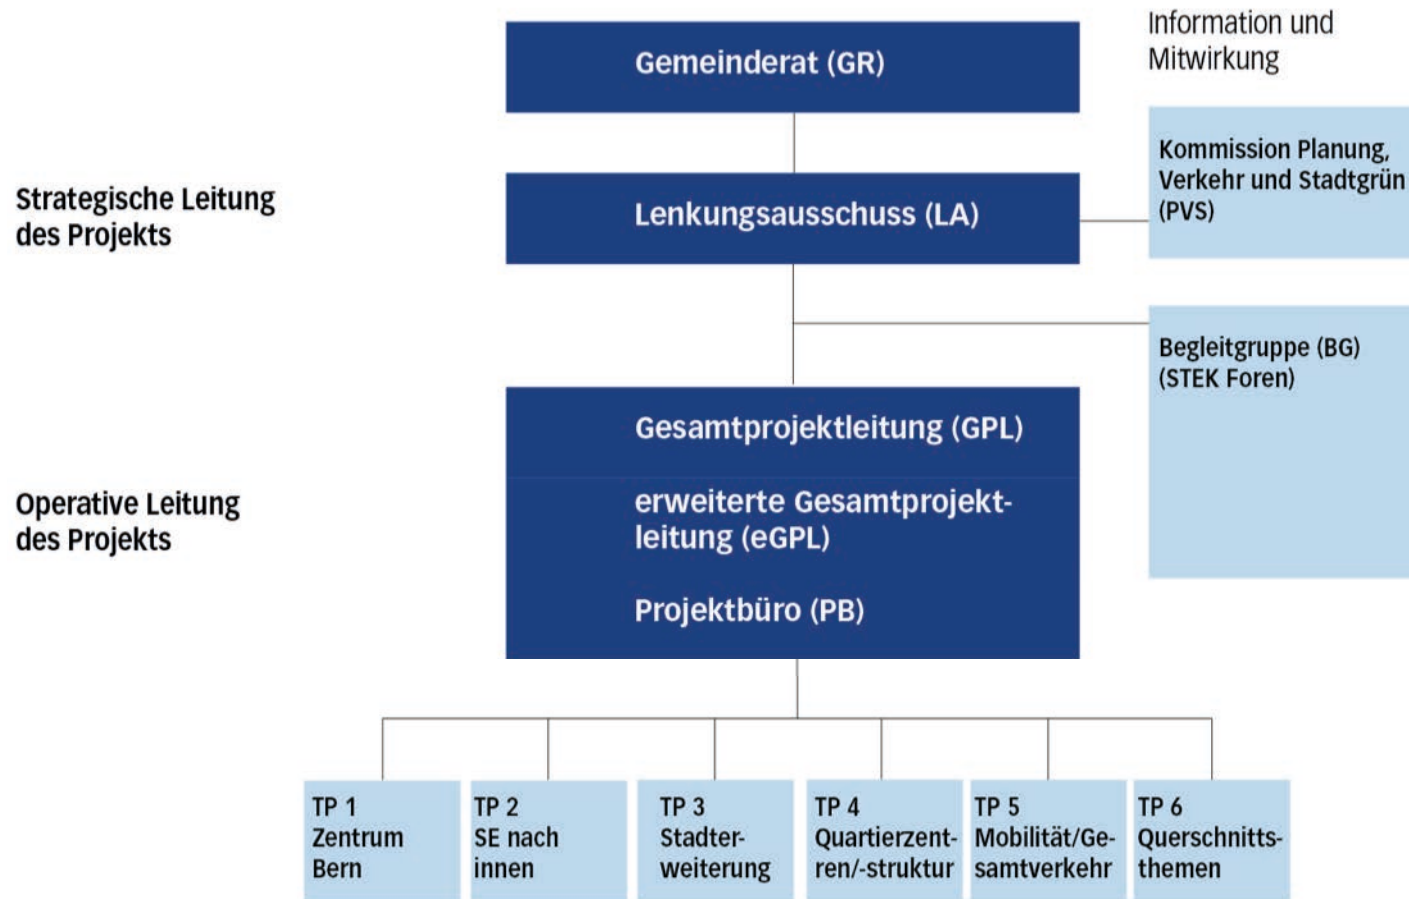 Information und
Mitwirkung
Gemeinderat (GR)
Kommission Planung,
Verkehr und Stadtgrün
(PVS)
Strategische Leitung
des Projekts
Lenkungsausschuss (LA)
Begleitgruppe (BG)
(STEK Foren)
Gesamtprojektleitung (GPL)
Operative Leitung
des Projekts
erweiterte Gesamtprojekt-
leitung (eGPL)
Projektbüro (PB)
TP 1
Zentrum
Bern
TP 2
SE nach
innen
TP 3
Stadter-
weiterung
TP 4
Quartierzent-
ren/-struktur
TP 5
Mobilität/Ge-
samtverkehr
TP 6
Querschnitts-
themen